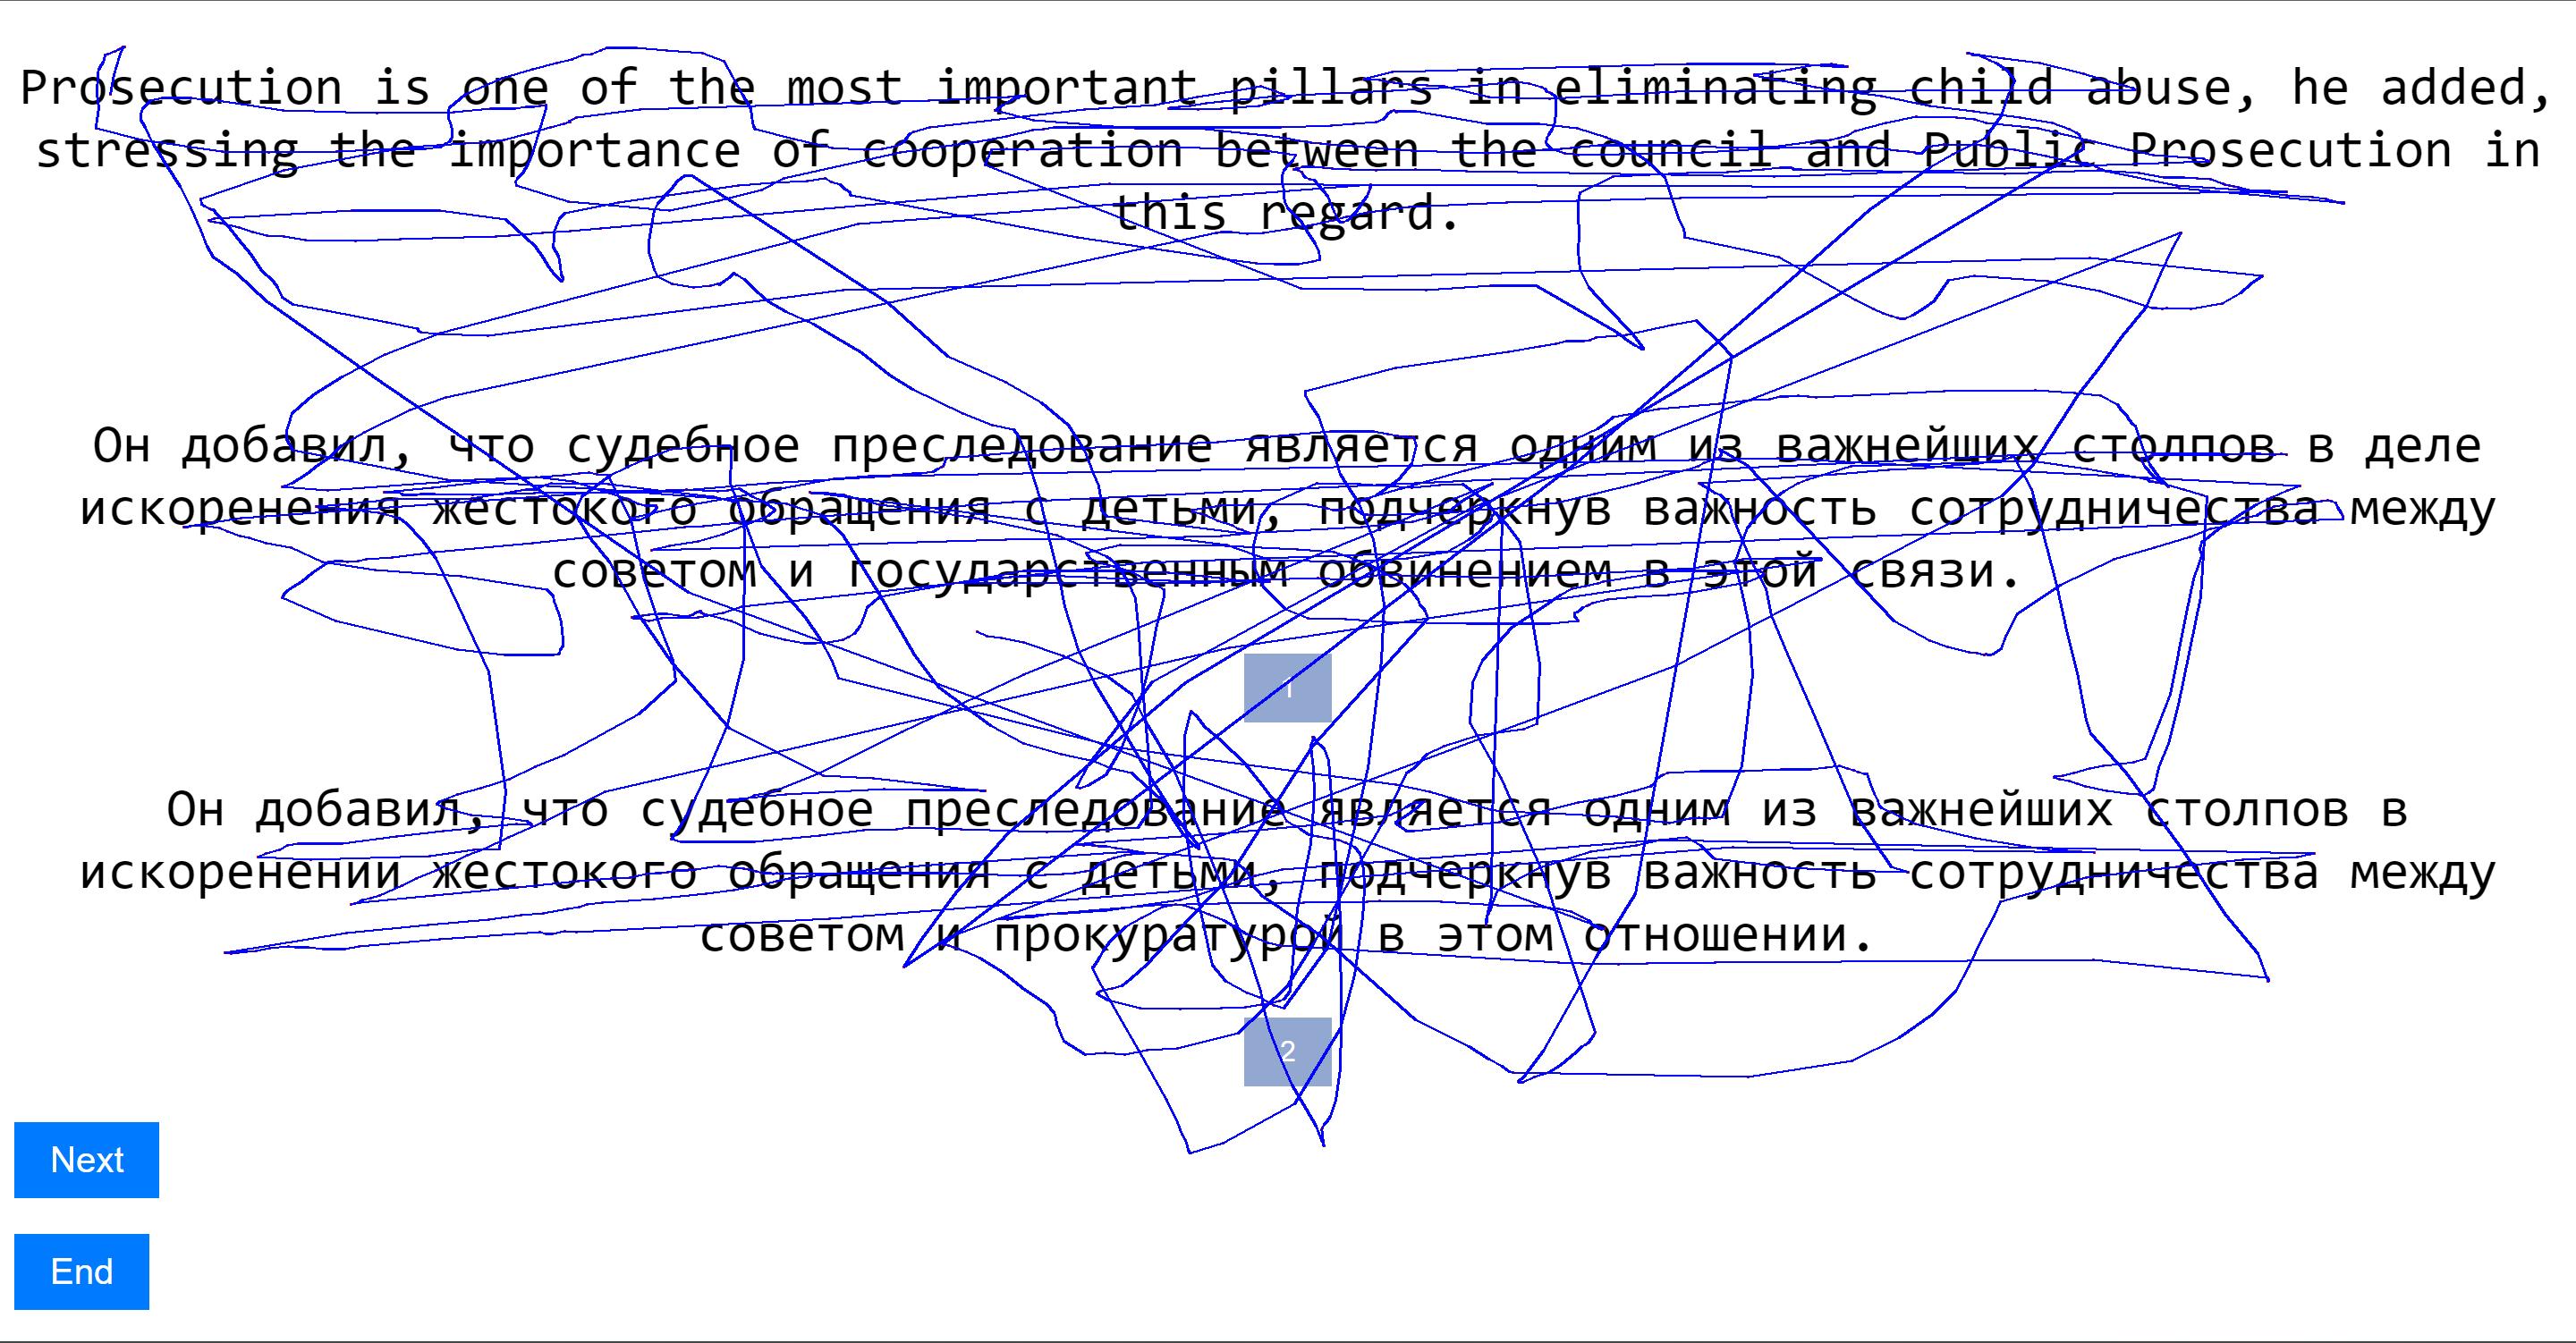 Prosecution is one of the most important pillars in eliminating child abuse, he added,
stressing the importance of cooperation between the council and Public Prosecution in
this regard.
Он добавил, что судебное преследование является одним из важнейших столпов в деле
искоренения жестокого обращения с детьми, подчеркнув важность сотрудничества между
советом и государственным обвинением в этой связи.
1
Он добавил, что судебное преследование является одним из важнейших столпов в
искоренении жестокого обращения с детьми, подчеркнув важность сотрудничества между
советом и прокуратурой в этом отношении.
2
Next
End